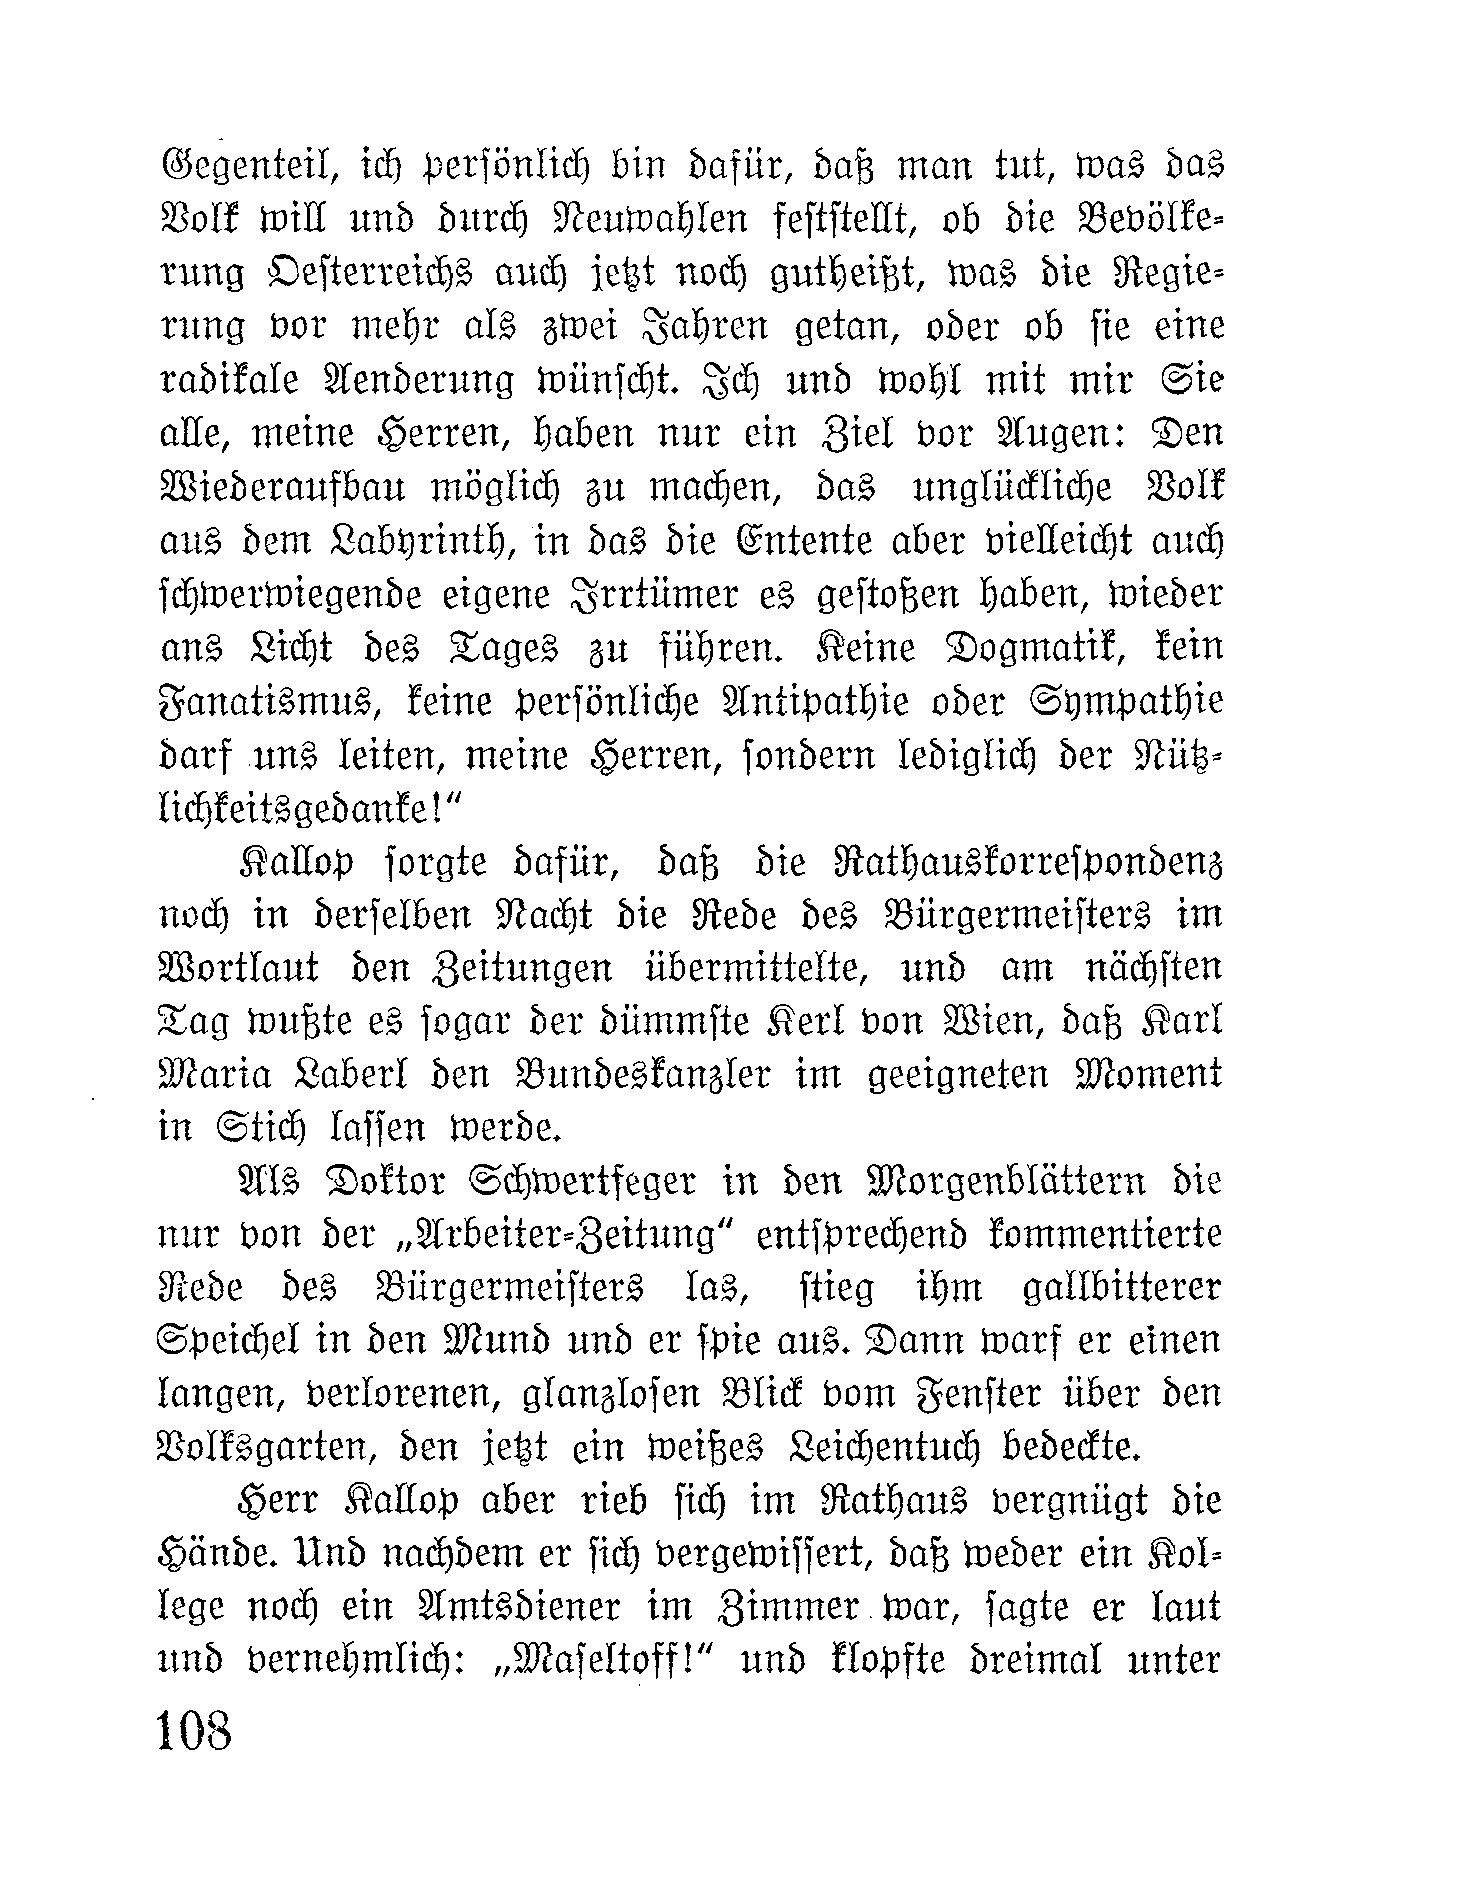 Gegenteil, ich persönlich bin dafür, daß man tut, was das
Volk will und durch Neuwahlen feststellt, ob die Bevölke-
rung Oesterreichs auch jetzt noch gutheißt, was die Regie-
rung vor mehr als zwei Jahren getan, oder ob sie eine
radikale Aenderung wünscht. Ich und wohl mit mir Sie
alle, meine Herren, haben nur ein Ziel vor Augen: Den
Wiederaufbau möglich zu machen, das unglückliche Volk
aus dem Labyrinth, in das die Entente aber vielleicht auch
schwerwiegende eigene Irrtümer es gestoßen haben, wieder
ans Licht des Tages zu führen. Keine Dogmatik, kein
Fanatismus, keine persönliche Antipathie oder Sympathie
darf uns leiten, meine Herren, sondern lediglich der Nütz-
lichkeitsgedanke!“
Kallop sorgte dafür, daß die Rathauskorrespondenz
noch in derselben Nacht die Rede des Bürgermeisters im
Wortlaut den Zeitungen übermittelte, und am nächsten
Tag wußte es sogar der dümmste Kerl von Wien, daß Karl
Maria Laberl den Bundeskanzler im geeigneten Moment
in Stich lassen werde.
Als Doktor Schwertfeger in den Morgenblättern die
nur von der „Arbeiter-Zeitung“ entsprechend kommentierte
Rede des Bürgermeisters las, stieg ihm gallbitterer
Speichel in den Mund und er spie aus. Dann warf er einen
langen, verlorenen, glanzlosen Blick vom Fenster über den
Volksgarten, den jetzt ein weißes Leichentuch bedeckte.
Herr Kallop aber rieb sich im Rathaus vergnügt die
Hände. Und nachdem er sich vergewissert, daß weder ein Kol-
lege noch ein Amtsdiener im Zimmer war, sagte er laut
und vernehmlich: „Maseltoff!“ und klopfte dreimal unter
108